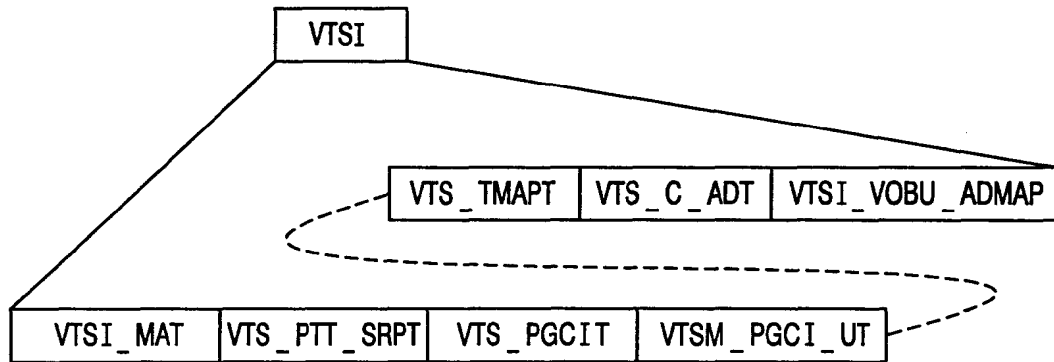 VTSI
VTS_TMAPT VTS_C_ADT VTSI_VOBU_ADMAP
VTSI_MAT VTS_PTT_SRPT VTS_PGCIT VTSM_PGCI_UT